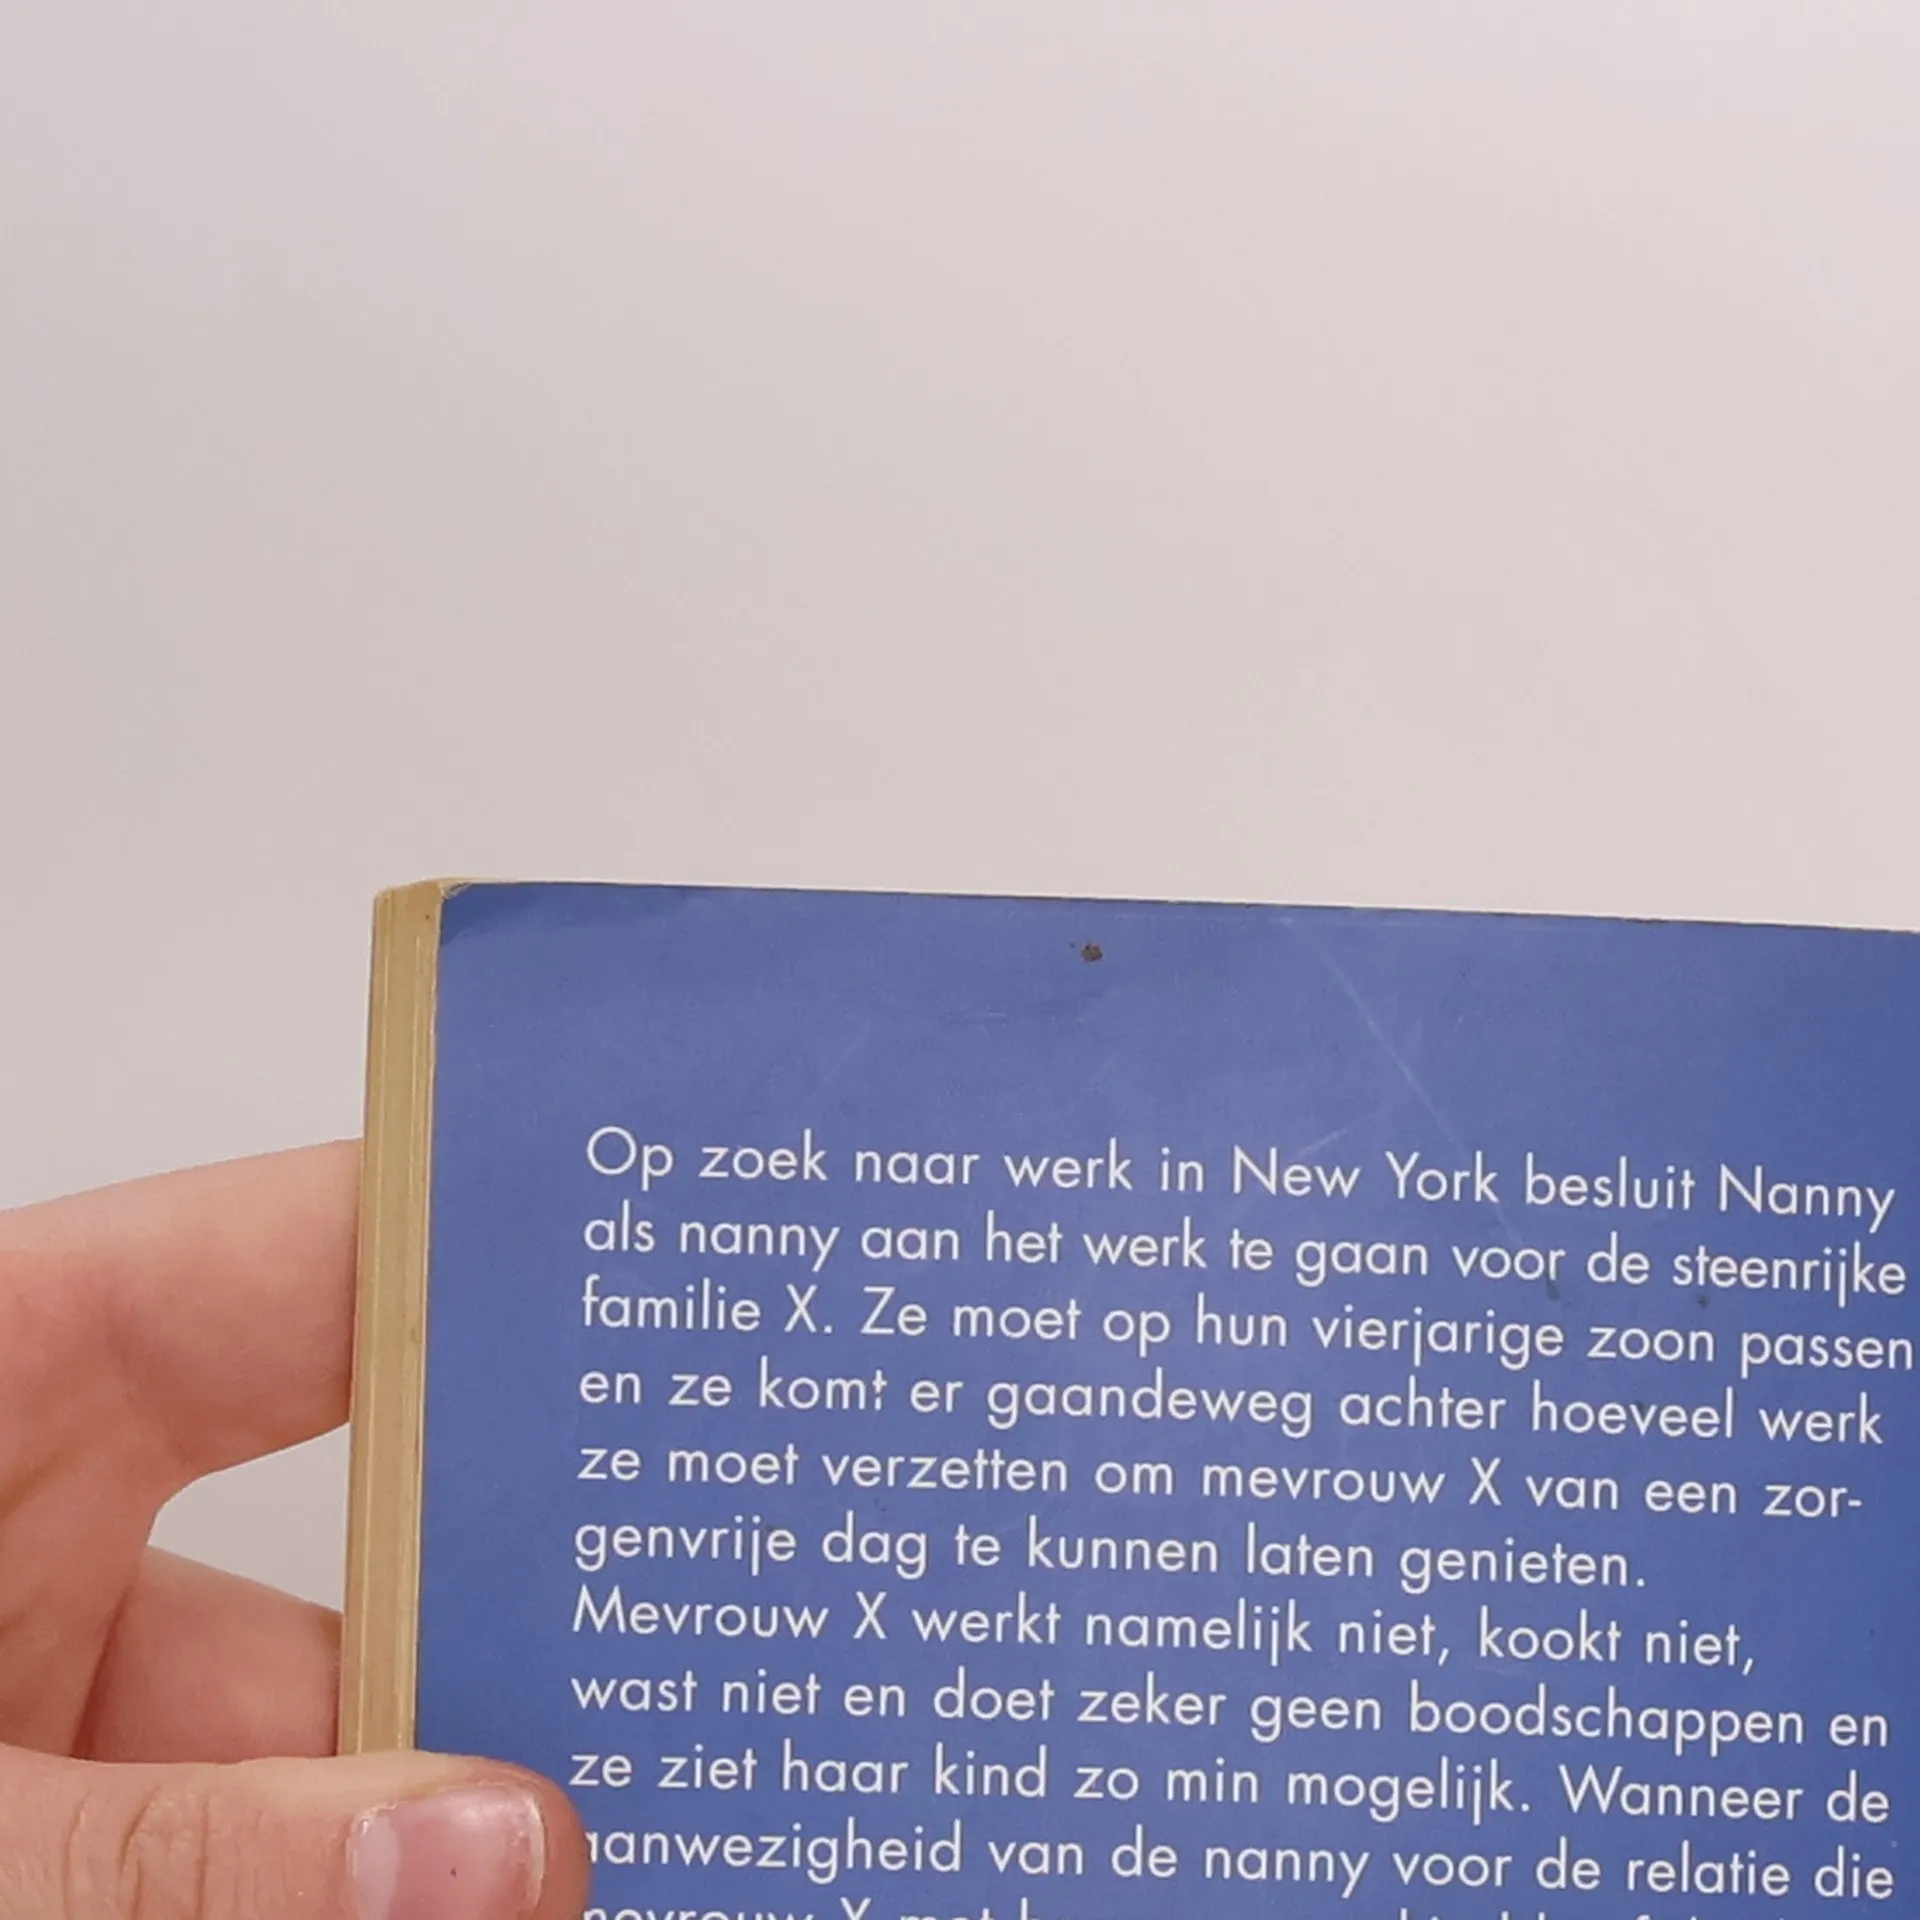 Op zoek naar werk in New York besluit Nanny
als nanny aan het werk te gaan voor de steenrijke
familie X. Ze moet op hun vierjarige zoon passen
en ze komt er gaandeweg achter hoeveel werk
ze moet verzetten om mevrouw X van een zor-
genvrije dag te kunnen laten genieten.
Mevrouw X werkt namelijk niet, kookt niet,
wast niet en doet zeker geen boodschappen en
ze ziet haar kind zo min mogelijk. Wanneer de
aanwezigheid van de nanny voor de relatie die
mevrouw X met